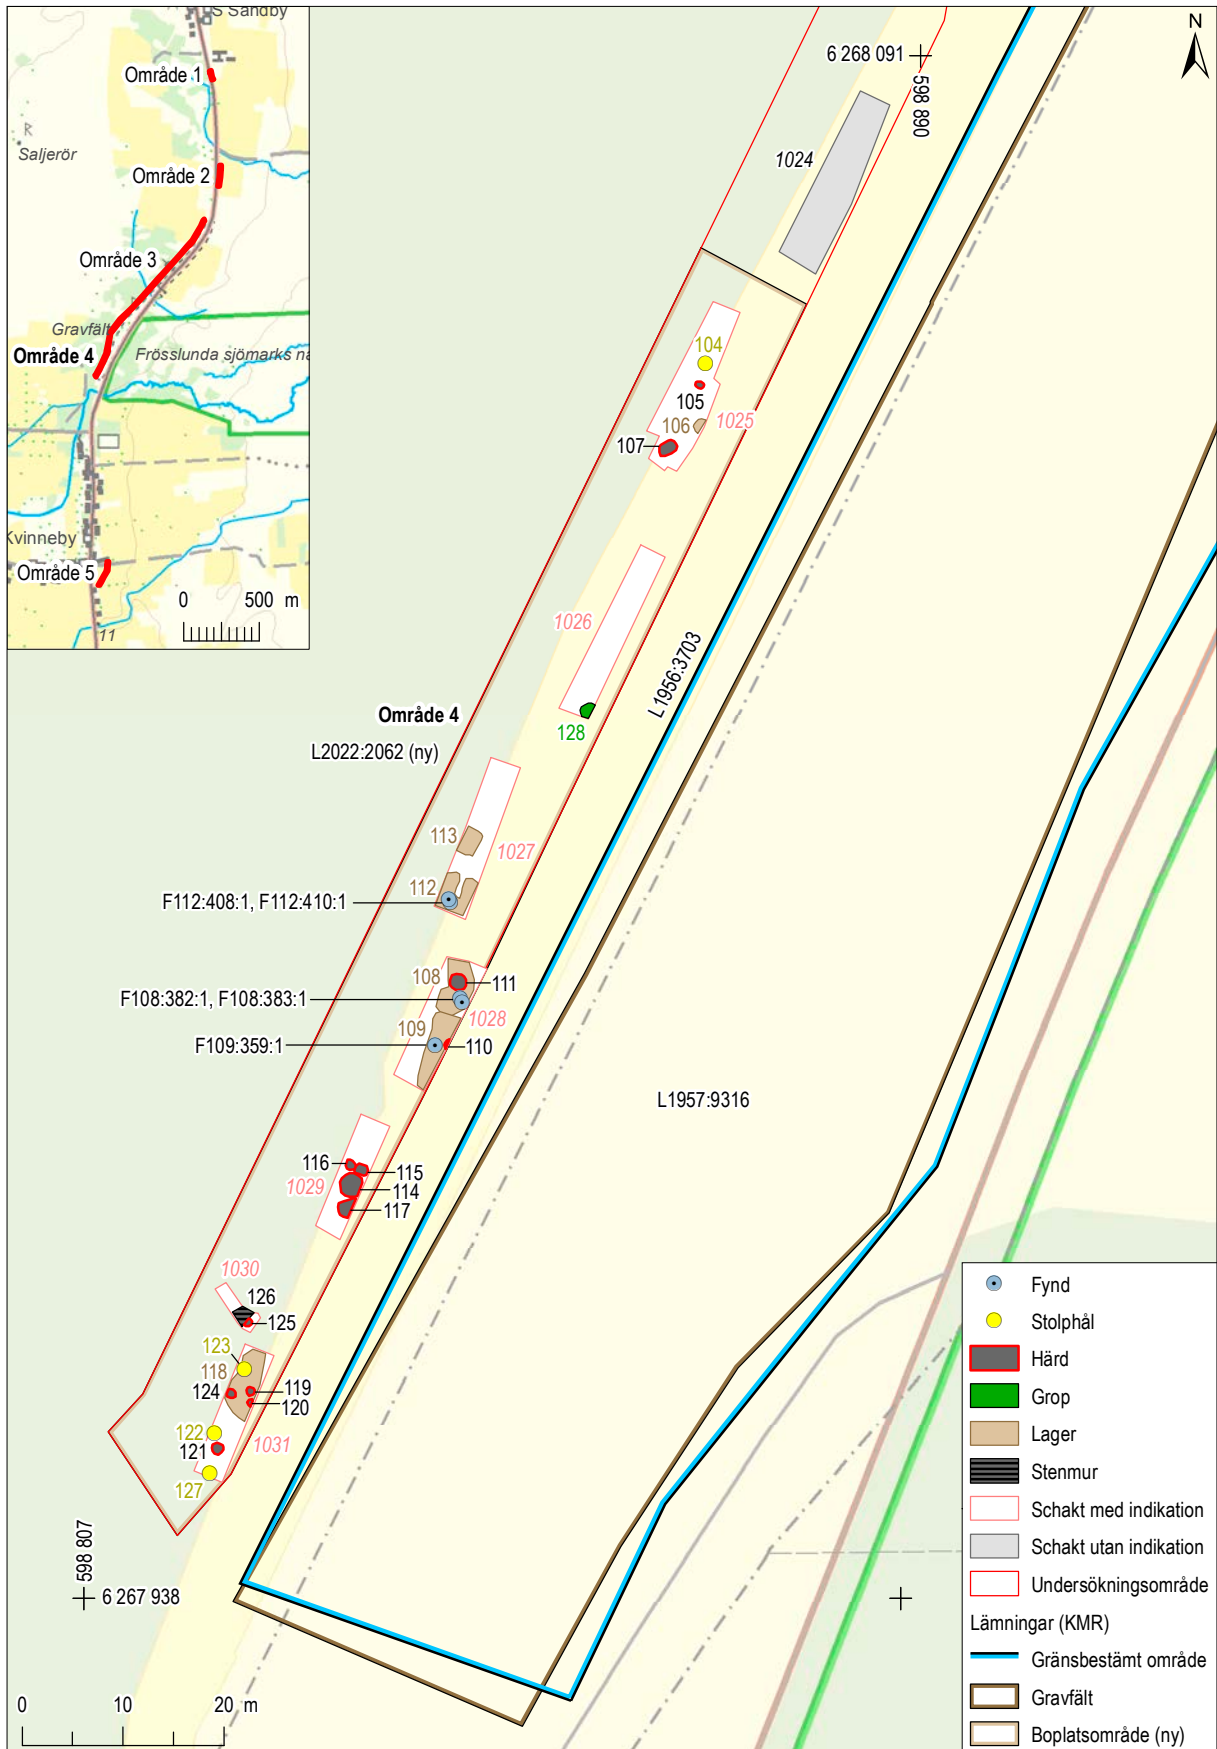 S Sandby
Område 1
Saljerör
Område 2
Område 3
Gravfält
Område 4
Frösslunda sjömarks na
Kvinneby
Område 5
0 500 m
11
N
6 268 091
598 890
1024
104
105
106
1025
107
1026
L1956:3703
Område 4
128
L2022:2062 (ny)
113
1027
112
F112:408:1, F112:410:1
108
111
F108:382:1, F108:383:1
1028
109
F109:359:1
110
L1957:9316
116
115
1029
114
117
1030
126
125
123
118
124
119
120
122
121
1031
127
598 807
6 267 938
0 10 20 m
Fynd
Stolphål
Härd
Grop
Lager
Stenmur
Schakt med indikation
Schakt utan indikation
Undersökningsområde
Lämningar (KMR)
Gränsbestämt område
Gravfält
Boplatsområde (ny)